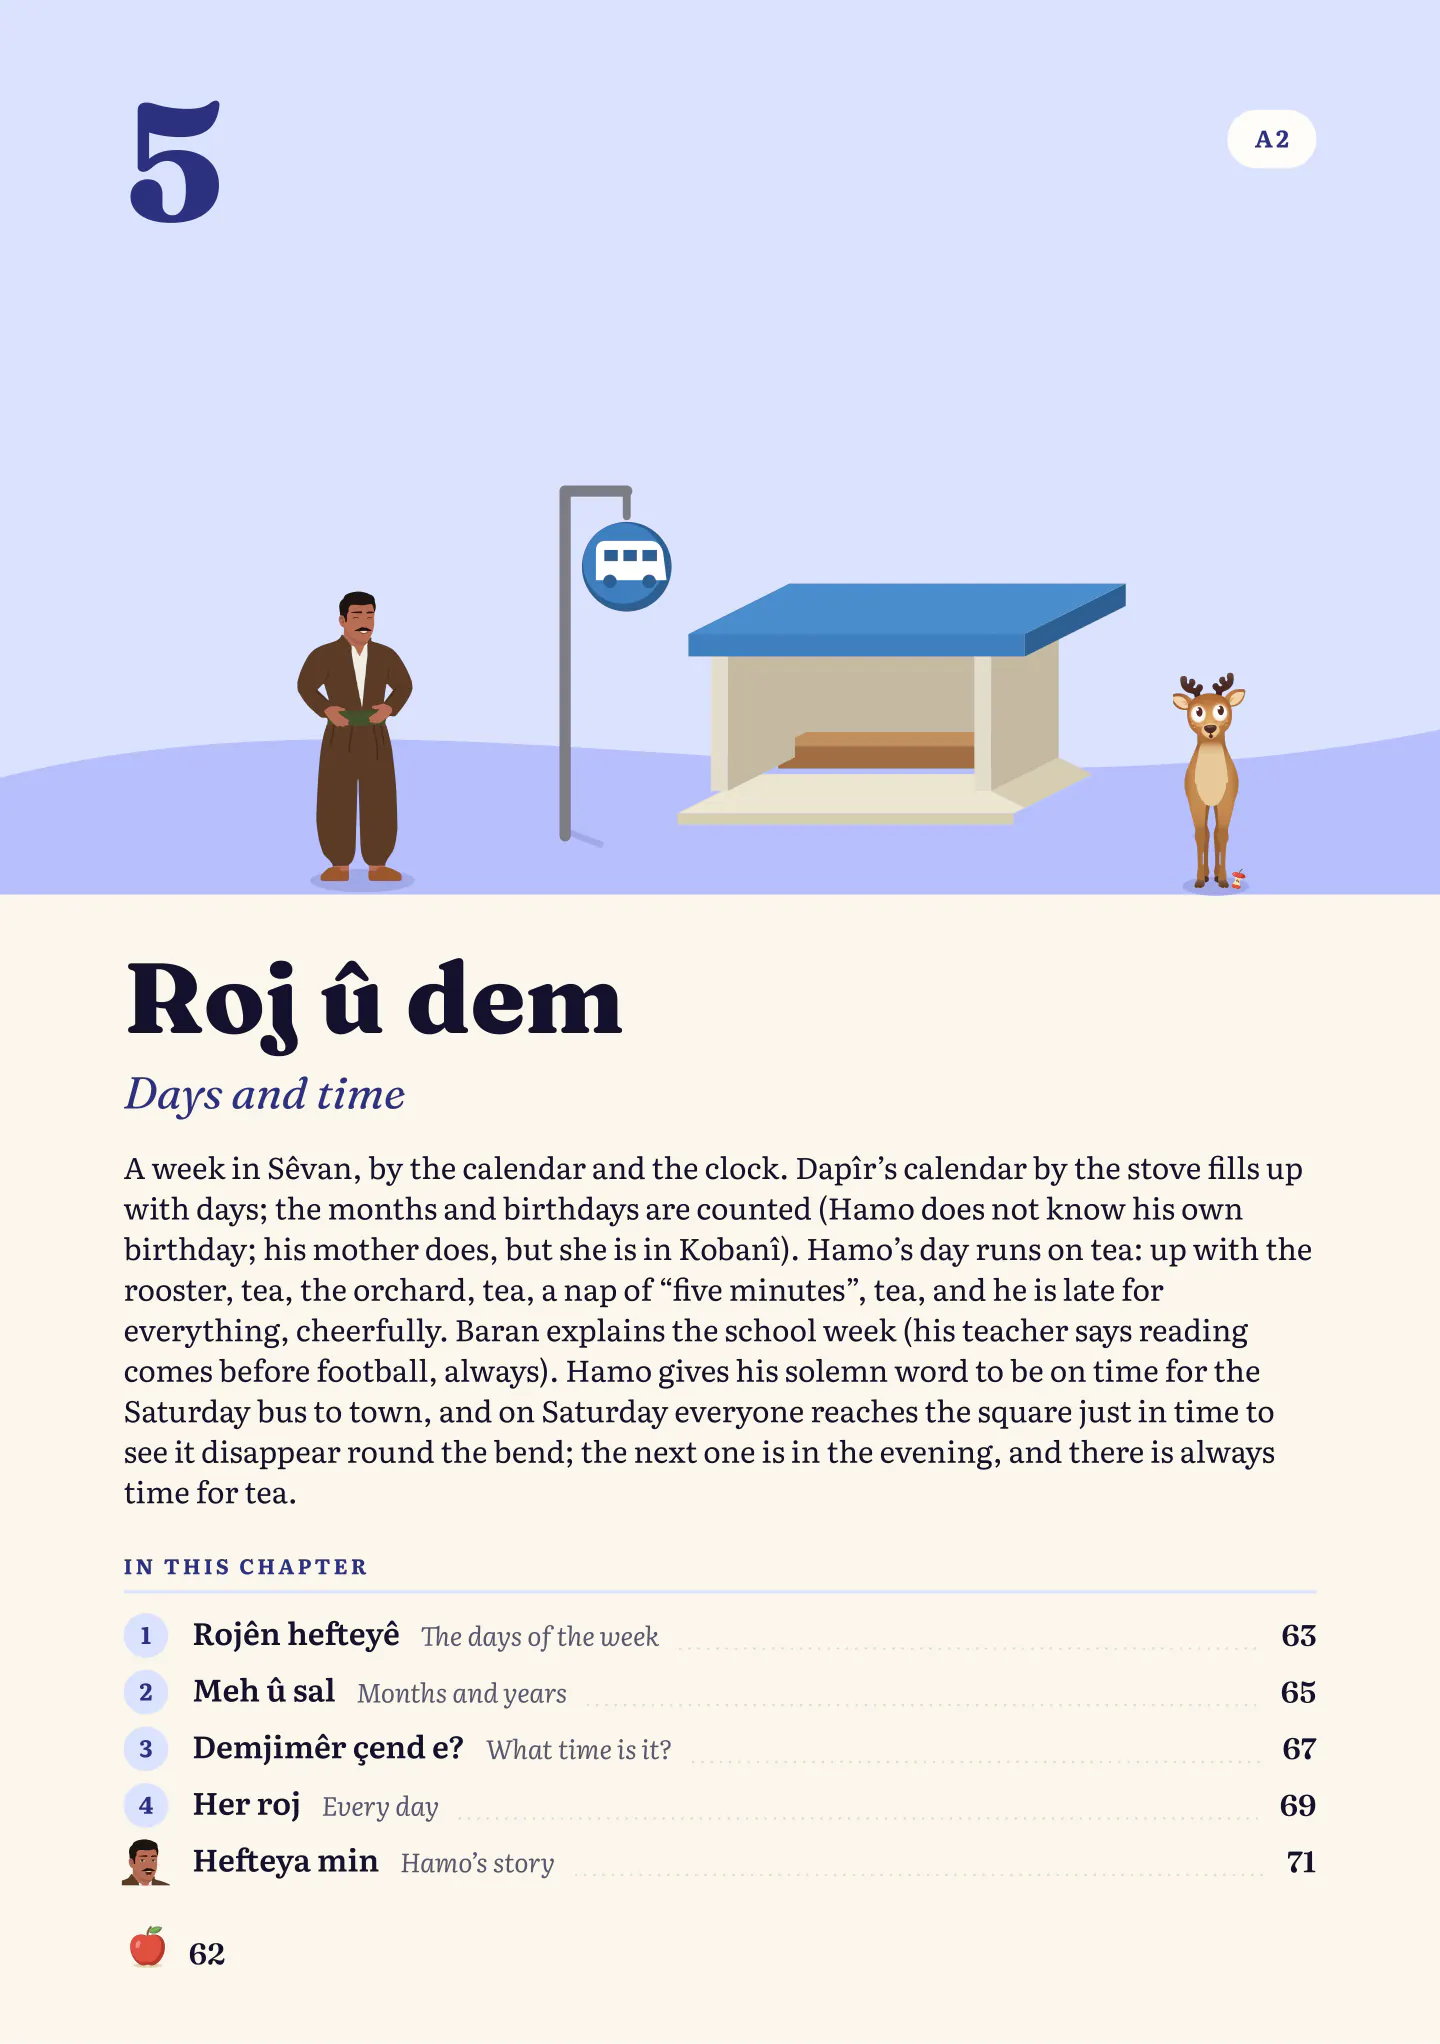 5
A2
Roj û dem
Days and time
A week in Sêvan, by the calendar and the clock. Dapîr’s calendar by the stove fills up
with days; the months and birthdays are counted (Hamo does not know his own
birthday; his mother does, but she is in Kobanî). Hamo’s day runs on tea: up with the
rooster, tea, the orchard, tea, a nap of “five minutes”, tea, and he is late for
everything, cheerfully. Baran explains the school week (his teacher says reading
comes before football, always). Hamo gives his solemn word to be on time for the
Saturday bus to town, and on Saturday everyone reaches the square just in time to
see it disappear round the bend; the next one is in the evening, and there is always
time for tea.
IN THIS CHAPTER
1 Rojên hefteyê The days of the week 63
2 Meh û sal Months and years 65
3 Demjimêr çend e? What time is it? 67
4 Her roj Every day 69
Hefteya min Hamo’s story 71
62